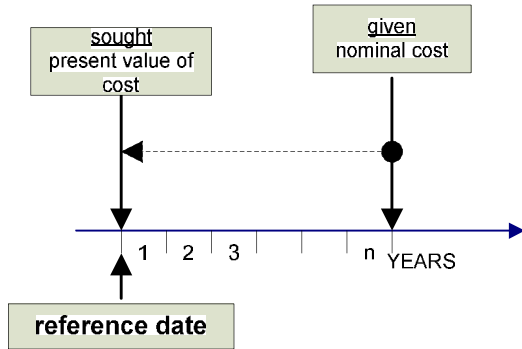 sought
present value of
cost
given
nominal cost
1 2 3 n YEARS
reference date